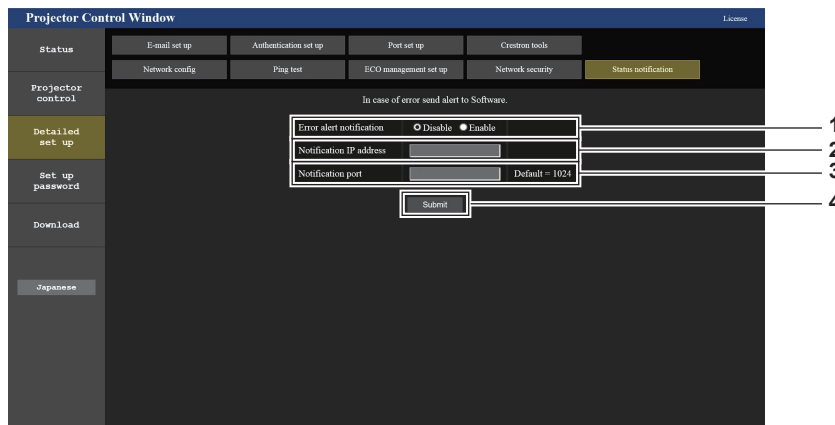 Projector Control Window
License
Status
Projector
control
Detailed
set up
Set up
password
Download
Japanese
E-mail set up
Authentication set up
Port set up
Crestron tools
Network config
Ping test
ECO management set up
Network security
Status notification
In case of error send alert to Software.
Error alert notification Disable Enable
Notification IP address
Notification port Default = 1024
Submit
1
2
3
4